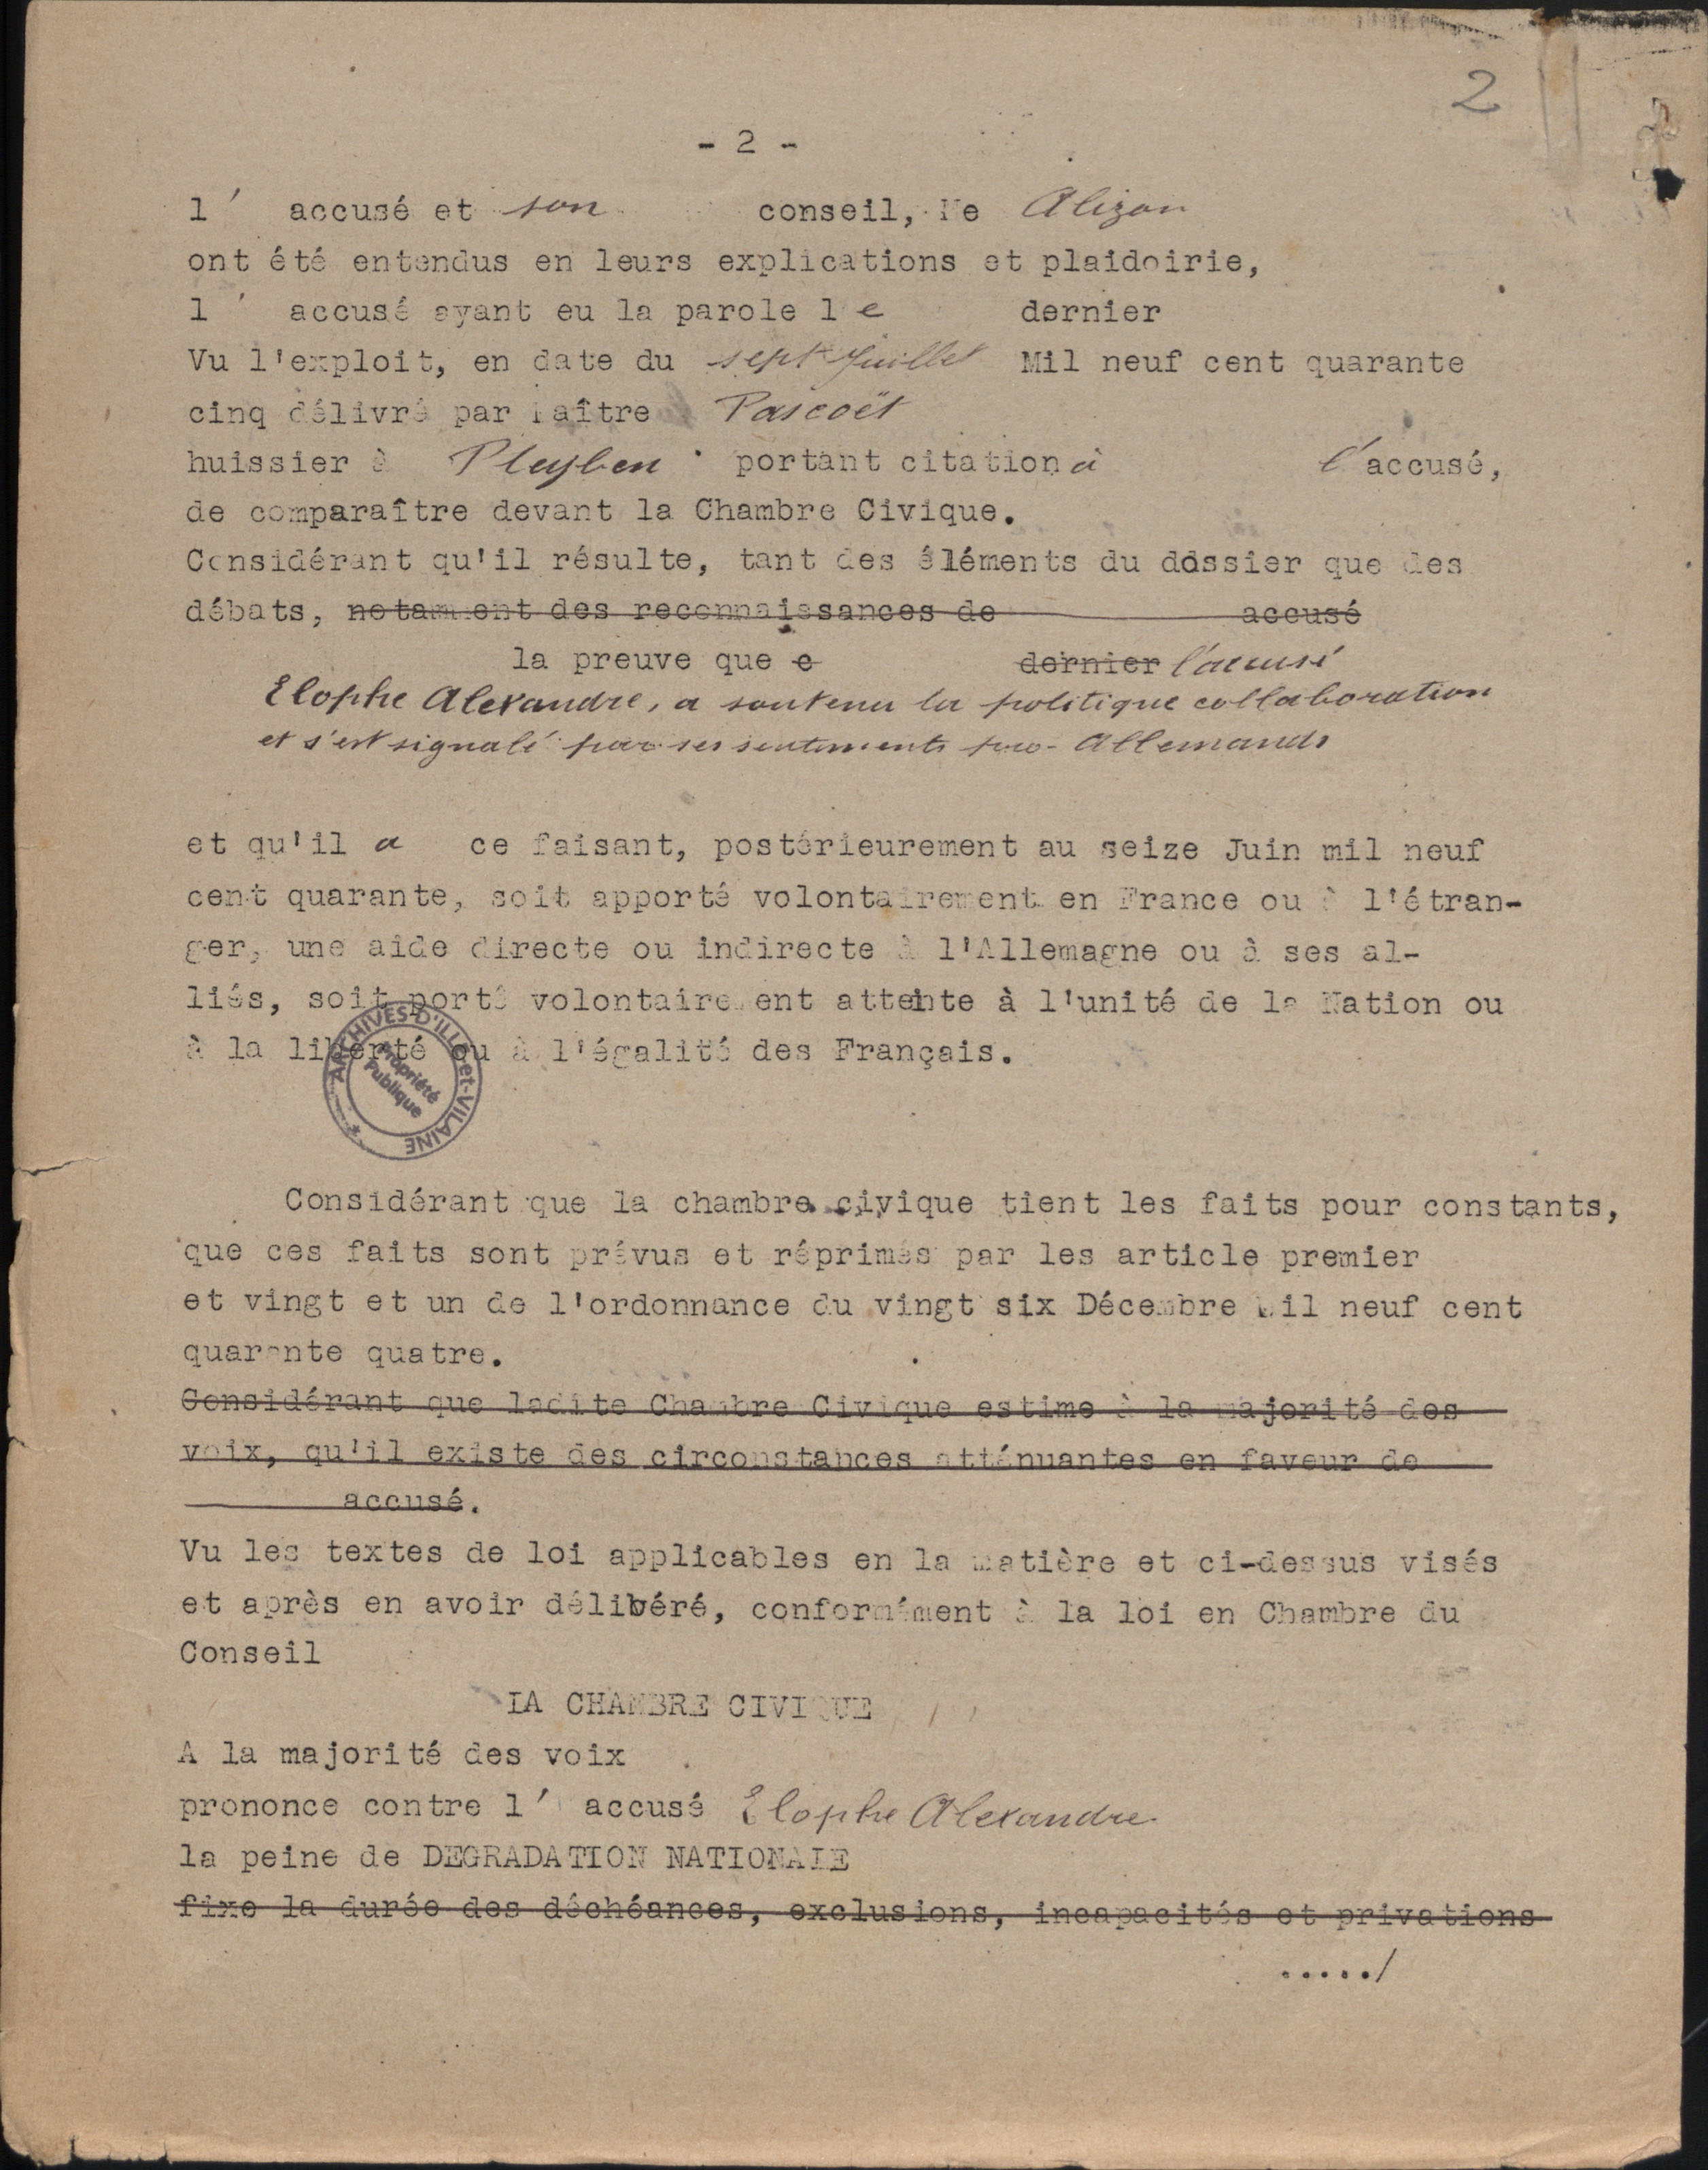 2
- 2 -
l' accusé et son conseil, Me Alizon
ont été entendus en leurs explications et plaidoirie,
l' accusé ayant eu la parole le dernier
Vu l'exploit, en date du sept Juillet Mil neuf cent quarante
cinq délivré par Maître Pascoët
huissier à Pleyben portant citation à l'accusé,
de comparaître devant la Chambre Civique.
Considérant qu'il résulte, tant des éléments du dossier que des
débats, notamment des reconnaissances de accusé
la preuve que c dernier l'accusé
Elophe Alexandre, a soutenu la politique collaboration
et s'est signalé par ses sentiments pro-Allemands
et qu'il a ce faisant, postérieurement au seize Juin mil neuf
cent quarante, soit apporté volontairement en France ou à l'étran-
ger, une aide directe ou indirecte à l'Allemagne ou à ses al-
liés, soit porté volontairement atteinte à l'unité de la Nation ou
à la liberté ou à l'égalité des Français.
ARCHIVES D'ILLE-et-VILAINE
Propriété
Publique
Considérant que la chambre civique tient les faits pour constants,
que ces faits sont prévus et réprimés par les article premier
et vingt et un de l'ordonnance du vingt six Décembre Mil neuf cent
quarante quatre.
Considérant que ladite Chambre Civique estime à la majorité des
voix, qu'il existe des circonstances atténuantes en faveur de
accusé.
Vu les textes de loi applicables en la matière et ci-dessus visés
et après en avoir délibéré, conformément à la loi en Chambre du
Conseil
LA CHAMBRE CIVIQUE
A la majorité des voix
prononce contre l' accusé Elophe Alexandre
la peine de DEGRADATION NATIONALE
fixe la durée des déchéances, exclusions, incapacités et privations
...../